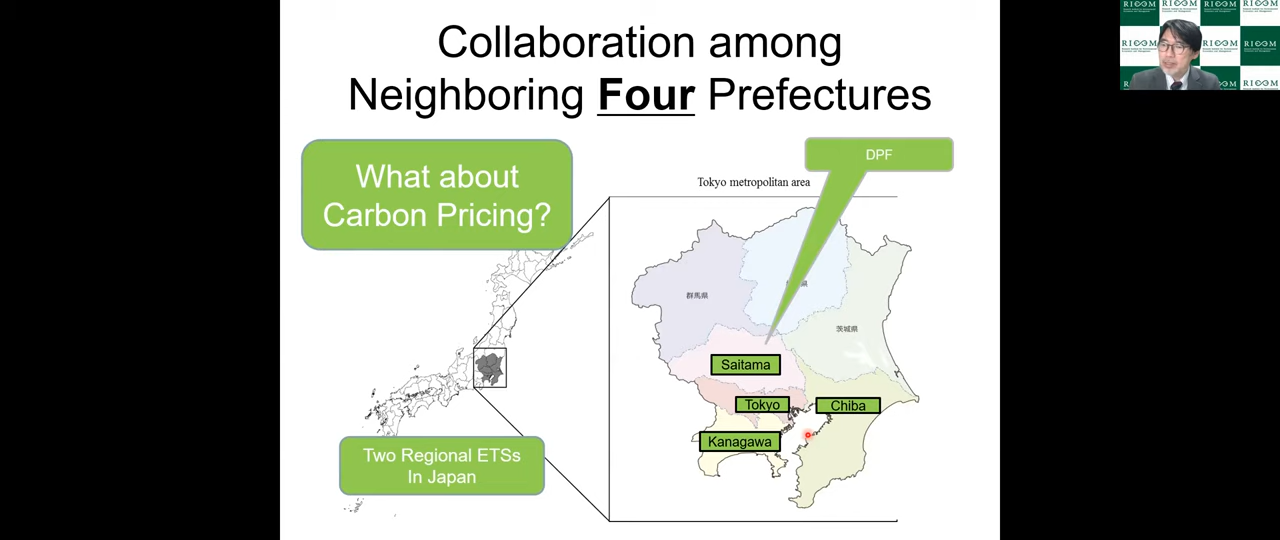 Collaboration among
Neighboring Four Prefectures
What about
Carbon Pricing?
DPF
Tokyo metropolitan area
群馬県
県
茨城県
Saitama
Tokyo
Chiba
Kanagawa
Two Regional ETSs
In Japan